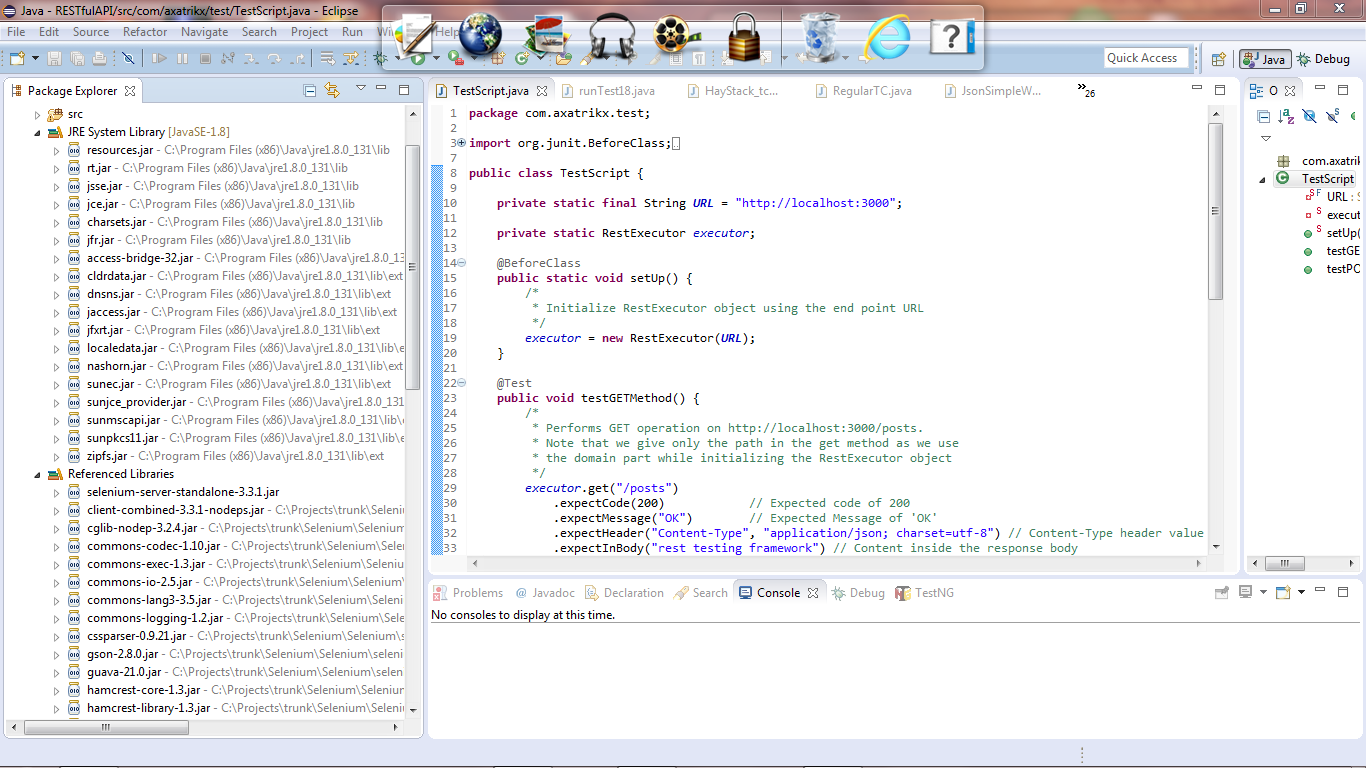 Java - RESTfulAPI/src/com/axatrikx/test/TestScript.java - Eclipse
File Edit Source Refactor Navigate Search Project Run
Quick Access
Java
Debug
Package Explorer
src
JRE System Library [JavaSE-1.8]
resources.jar - C:\Program Files (x86)\Java\jre1.8.0_131\lib
rt.jar - C:\Program Files (x86)\Java\jre1.8.0_131\lib
jsse.jar - C:\Program Files (x86)\Java\jre1.8.0_131\lib
jce.jar - C:\Program Files (x86)\Java\jre1.8.0_131\lib
charsets.jar - C:\Program Files (x86)\Java\jre1.8.0_131\lib
jfr.jar - C:\Program Files (x86)\Java\jre1.8.0_131\lib
access-bridge-32.jar - C:\Program Files (x86)\Java\jre1.8.0_131
cldrdata.jar - C:\Program Files (x86)\Java\jre1.8.0_131\lib\ext
dnsns.jar - C:\Program Files (x86)\Java\jre1.8.0_131\lib\ext
jaccess.jar - C:\Program Files (x86)\Java\jre1.8.0_131\lib\ext
jfxrt.jar - C:\Program Files (x86)\Java\jre1.8.0_131\lib\ext
localedata.jar - C:\Program Files (x86)\Java\jre1.8.0_131\lib\e
nashorn.jar - C:\Program Files (x86)\Java\jre1.8.0_131\lib\ext
sunec.jar - C:\Program Files (x86)\Java\jre1.8.0_131\lib\ext
sunjce_provider.jar - C:\Program Files (x86)\Java\jre1.8.0_131
sunmscapi.jar - C:\Program Files (x86)\Java\jre1.8.0_131\lib\e
sunpkcs11.jar - C:\Program Files (x86)\Java\jre1.8.0_131\lib\e
zipfs.jar - C:\Program Files (x86)\Java\jre1.8.0_131\lib\ext
Referenced Libraries
selenium-server-standalone-3.3.1.jar
client-combined-3.3.1-nodeps.jar - C:\Projects\trunk\Seleniu
cglib-nodep-3.2.4.jar - C:\Projects\trunk\Selenium\Selenium
commons-codec-1.10.jar - C:\Projects\trunk\Selenium\Seleni
commons-exec-1.3.jar - C:\Projects\trunk\Selenium\Selenium
commons-io-2.5.jar - C:\Projects\trunk\Selenium\Selenium\s
commons-lang3-3.5.jar - C:\Projects\trunk\Selenium\Seleniu
commons-logging-1.2.jar - C:\Projects\trunk\Selenium\Seleni
cssparser-0.9.21.jar - C:\Projects\trunk\Selenium\Selenium\s
gson-2.8.0.jar - C:\Projects\trunk\Selenium\Selenium\seleni
guava-21.0.jar - C:\Projects\trunk\Selenium\Selenium\selen
hamcrest-core-1.3.jar - C:\Projects\trunk\Selenium\Seleniu
hamcrest-library-1.3.jar - C:\Projects\trunk\Selenium\Seleni
TestScript.java runTest18.java HayStack_tc... RegularTC.java JsonSimpleW... »26
1 package com.axatrikx.test;
2
3 import org.junit.BeforeClass;
7
8 public class TestScript {
9
10 private static final String URL = "http://localhost:3000";
11
12 private static RestExecutor executor;
13
14 @BeforeClass
15 public static void setUp() {
16 /*
17 * Initialize RestExecutor object using the end point URL
18 */
19 executor = new RestExecutor(URL);
20 }
21
22 @Test
23 public void testGETMethod() {
24 /*
25 * Performs GET operation on http://localhost:3000/posts.
26 * Note that we give only the path in the get method as we use
27 * the domain part while initializing the RestExecutor object
28 */
29 executor.get("/posts")
30 .expectCode(200) // Expected code of 200
31 .expectMessage("OK") // Expected Message of 'OK'
32 .expectHeader("Content-Type", "application/json; charset=utf-8") // Content-Type header value
33 .expectInBody("rest testing framework") // Content inside the response body
Problems @ Javadoc Declaration Search Console Debug TestNG
No consoles to display at this time.
O
com.axatrik
TestScript
URL : S
execut
setUp(
testGE
testPO